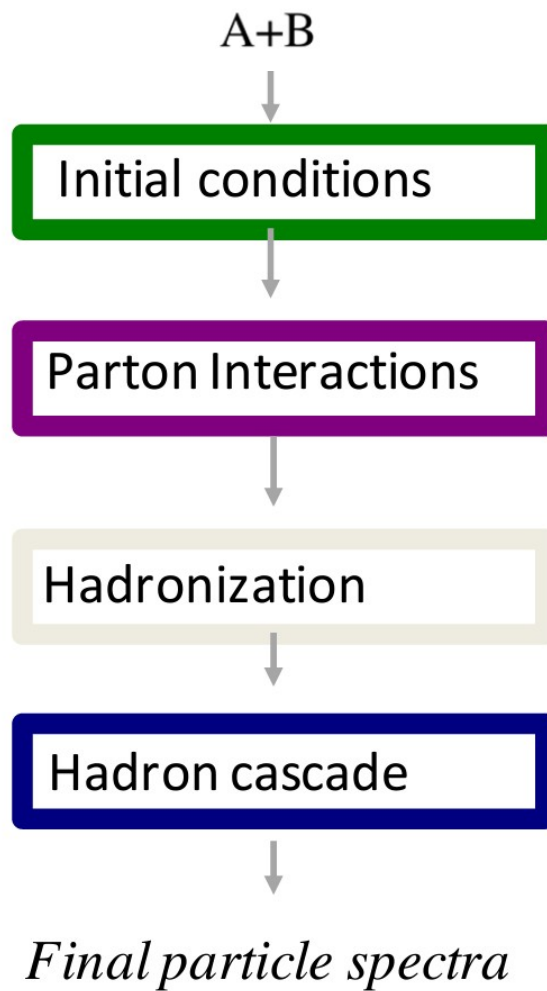 A+B
Initial conditions
Parton Interactions
Hadronization
Hadron cascade
Final particle spectra